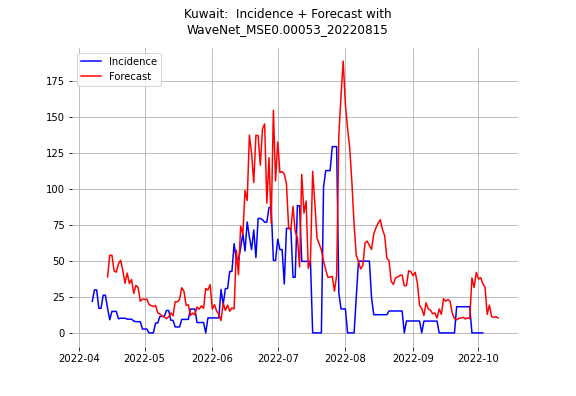 Kuwait:  Incidence + Forecast with
WaveNet_MSE0.00053_20220815
Incidence
Forecast
175
150
125
100
75
50
25
0
2022-04 2022-05 2022-06 2022-07 2022-08 2022-09 2022-10